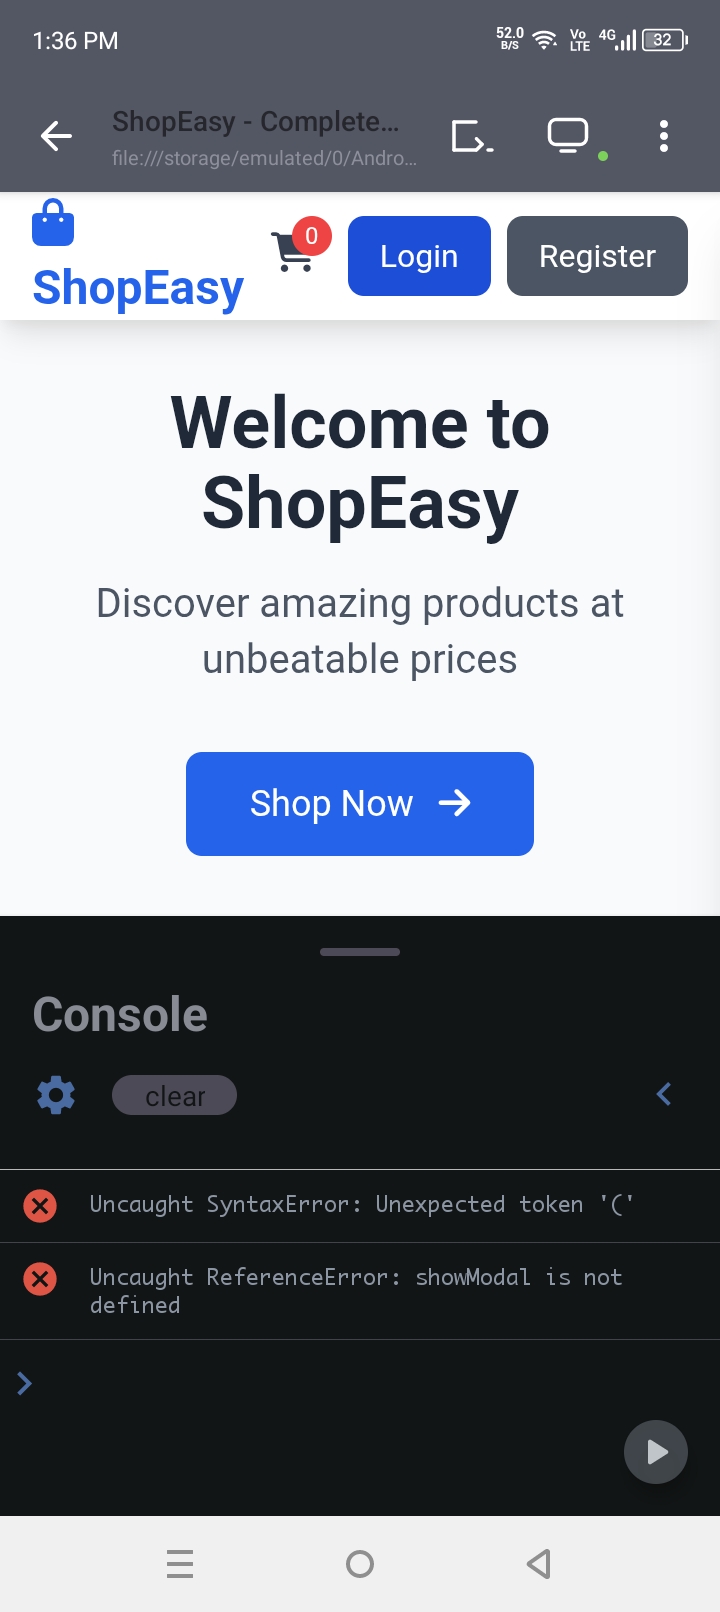 1:36 PM
52.0
B/S
Vo
LTE
4G
32
ShopEasy - Complete...
file:///storage/emulated/0/Andro...
ShopEasy
0
Login
Register
Welcome to
ShopEasy
Discover amazing products at
unbeatable prices
Shop Now
Console
clear
Uncaught SyntaxError: Unexpected token '('
Uncaught ReferenceError: showModal is not
defined